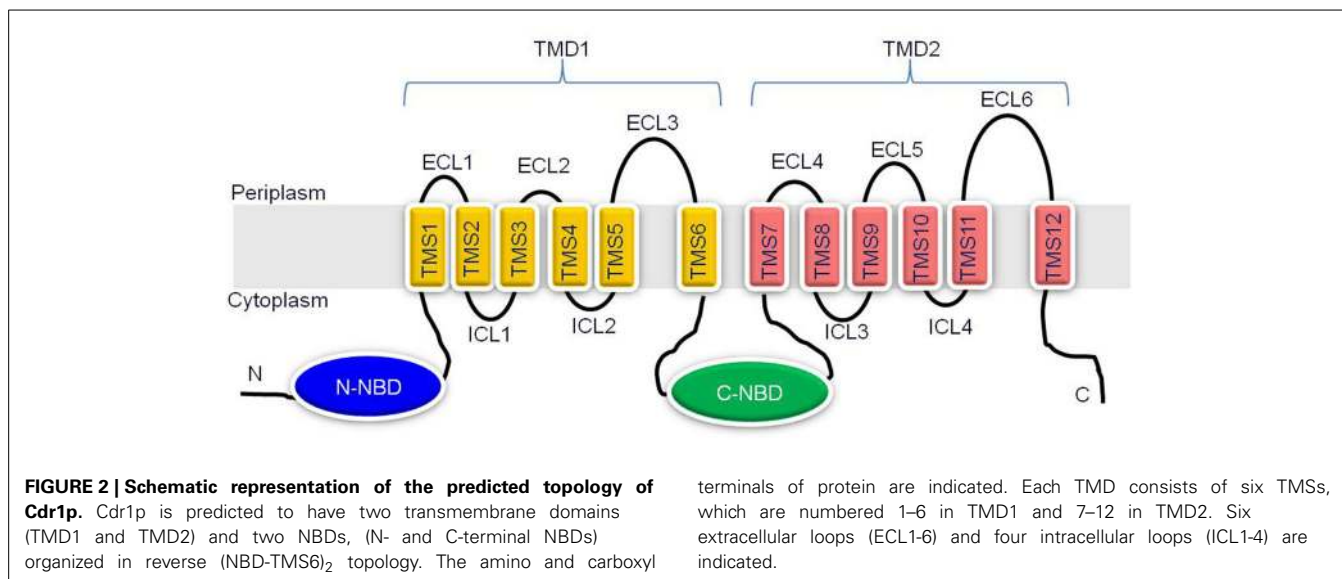 TMD1 TMD2
ECL6
ECL3
ECL1 ECL2 ECL4 ECL5
Periplasm
TMS1 TMS2 TMS3 TMS4 TMS5 TMS6 TMS7 TMS8 TMS9 TMS10 TMS11 TMS12
Cytoplasm
ICL1 ICL2 ICL3 ICL4
N N-NBD C-NBD C
FIGURE 2 | Schematic representation of the predicted topology of
Cdr1p. Cdr1p is predicted to have two transmembrane domains
(TMD1 and TMD2) and two NBDs, (N- and C-terminal NBDs)
organized in reverse (NBD-TMS6)₂ topology. The amino and carboxyl
terminals of protein are indicated. Each TMD consists of six TMSs,
which are numbered 1–6 in TMD1 and 7–12 in TMD2. Six
extracellular loops (ECL1-6) and four intracellular loops (ICL1-4) are
indicated.